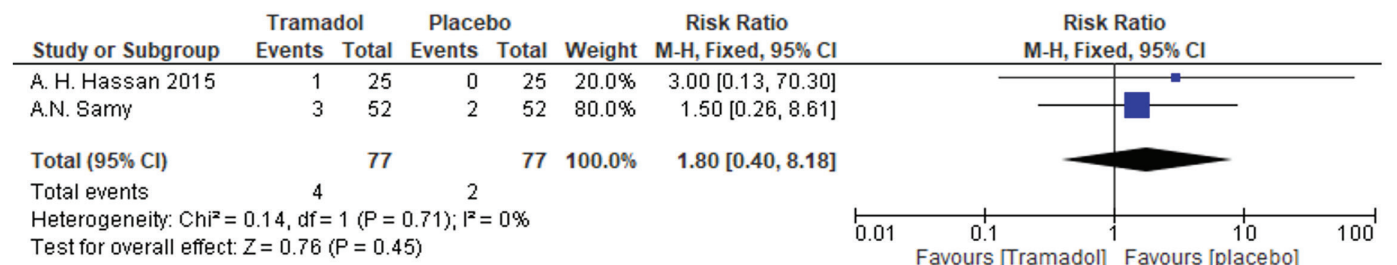 Tramadol Placebo Risk Ratio Risk Ratio
Study or Subgroup Events Total Events Total Weight M-H, Fixed, 95% CI M-H, Fixed, 95% CI
A. H. Hassan 2015 1 25 0 25 20.0% 3.00 [0.13, 70.30]
A.N. Samy 3 52 2 52 80.0% 1.50 [0.26, 8.61]
Total (95% CI) 77 77 100.0% 1.80 [0.40, 8.18]
Total events 4 2
Heterogeneity: Chi² = 0.14, df = 1 (P = 0.71); I² = 0%
Test for overall effect: Z = 0.76 (P = 0.45)
0.01 0.1 1 10 100
Favours [Tramadol] Favours [placebo]